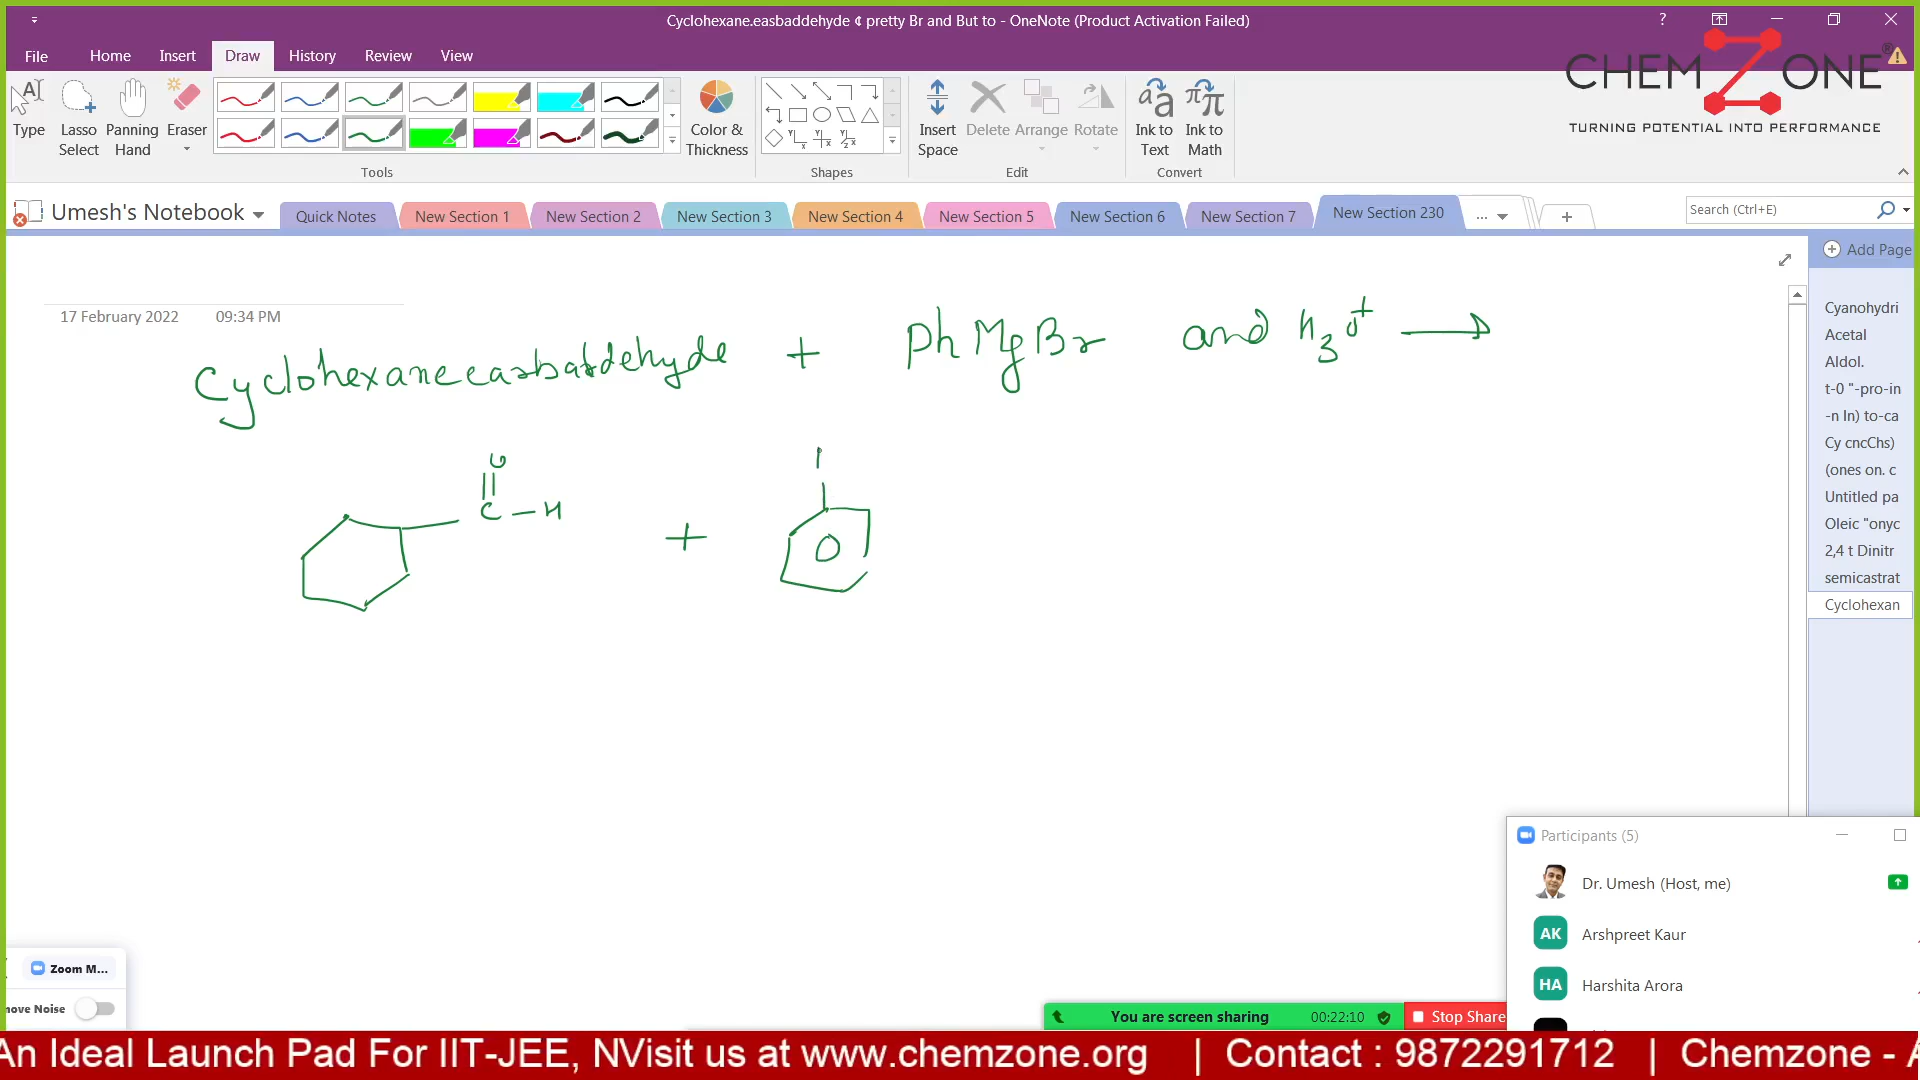 Cyclohexane.easbaddehyde ¢ pretty Br and But to - OneNote (Product Activation Failed)
?
File Home Insert Draw History Review View
CHEMZONE ®
TURNING POTENTIAL INTO PERFORMANCE
Type Lasso Select Panning Hand Eraser Color & Thickness Insert Space Delete Arrange Rotate Ink to Text Ink to Math
Tools Shapes Edit Convert
Umesh's Notebook Quick Notes New Section 1 New Section 2 New Section 3 New Section 4 New Section 5 New Section 6 New Section 7 New Section 230 ... + Search (Ctrl+E)
Add Page
17 February 2022 09:34 PM
Cyclohexanecarbaldehyde + PhMgBr and H3O+ →
O
C – H
+
Cyanohydri
Acetal
Aldol.
t-0 "-pro-in
-n In) to-ca
Cy cncChs)
(ones on. c
Untitled pa
Oleic "onyc
2,4 t Dinitr
semicastrat
Cyclohexan
Participants (5)
Dr. Umesh (Host, me)
AK Arshpreet Kaur
HA Harshita Arora
Zoom M...
nove Noise
You are screen sharing 00:22:10 Stop Share
An Ideal Launch Pad For IIT-JEE, NVisit us at www.chemzone.org | Contact : 9872291712 | Chemzone - A